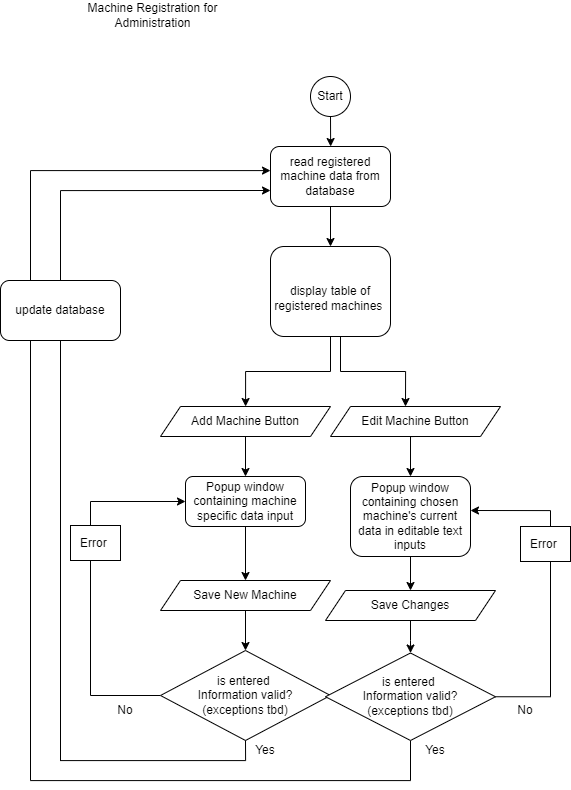 Machine Registration for
Administration
Start
read registered
machine data from
database
display table of
registered machines
update database
Add Machine Button
Edit Machine Button
Popup window
containing machine
specific data input
Popup window
containing chosen
machine's current
data in editable text
inputs
Error
Error
Save New Machine
Save Changes
is entered
Information valid?
(exceptions tbd)
is entered
Information valid?
(exceptions tbd)
No
No
Yes
Yes